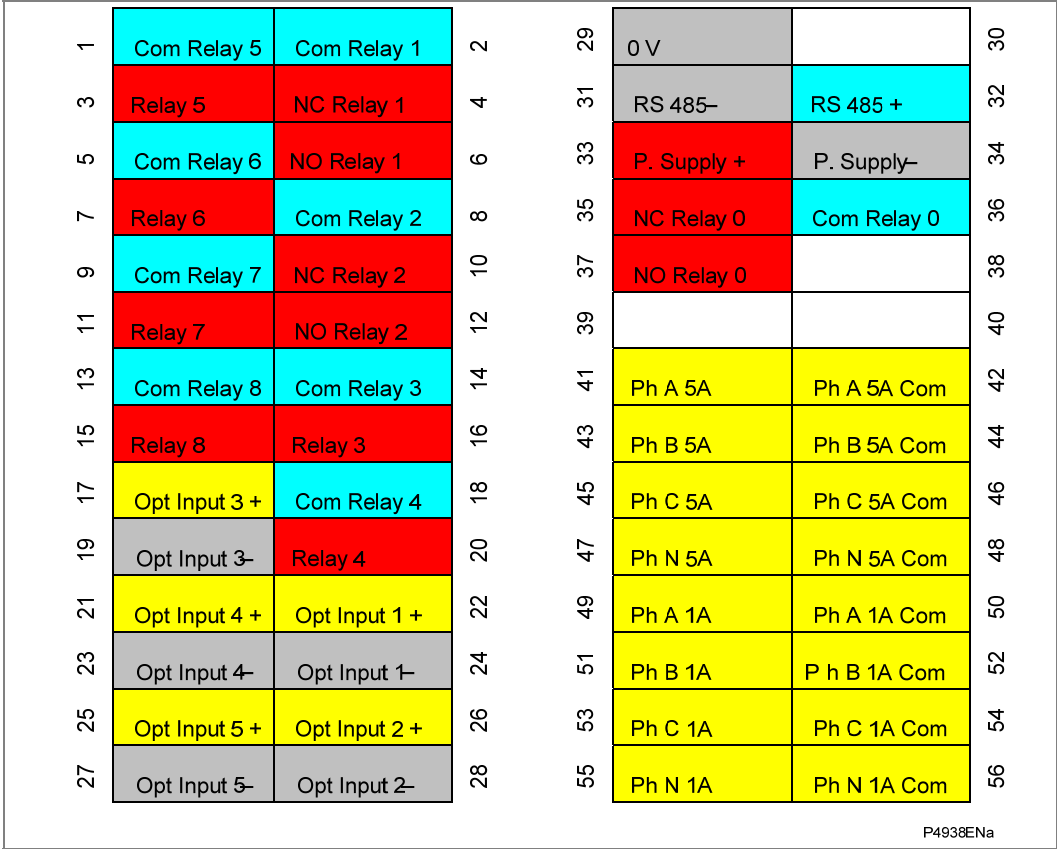 1 Com Relay 5 Com Relay 1 2
3 Relay 5 NC Relay 1 4
5 Com Relay 6 NO Relay 1 6
7 Relay 6 Com Relay 2 8
9 Com Relay 7 NC Relay 2 10
11 Relay 7 NO Relay 2 12
13 Com Relay 8 Com Relay 3 14
15 Relay 8 Relay 3 16
17 Opt Input 3 + Com Relay 4 18
19 Opt Input 3– Relay 4 20
21 Opt Input 4 + Opt Input 1 + 22
23 Opt Input 4– Opt Input 1– 24
25 Opt Input 5 + Opt Input 2 + 26
27 Opt Input 5– Opt Input 2– 28
29 0 V 30
31 RS 485– RS 485 + 32
33 P. Supply + P. Supply– 34
35 NC Relay 0 Com Relay 0 36
37 NO Relay 0 38
39 40
41 Ph A 5A Ph A 5A Com 42
43 Ph B 5A Ph B 5A Com 44
45 Ph C 5A Ph C 5A Com 46
47 Ph N 5A Ph N 5A Com 48
49 Ph A 1A Ph A 1A Com 50
51 Ph B 1A P h B 1A Com 52
53 Ph C 1A Ph C 1A Com 54
55 Ph N 1A Ph N 1A Com 56
P4938ENa